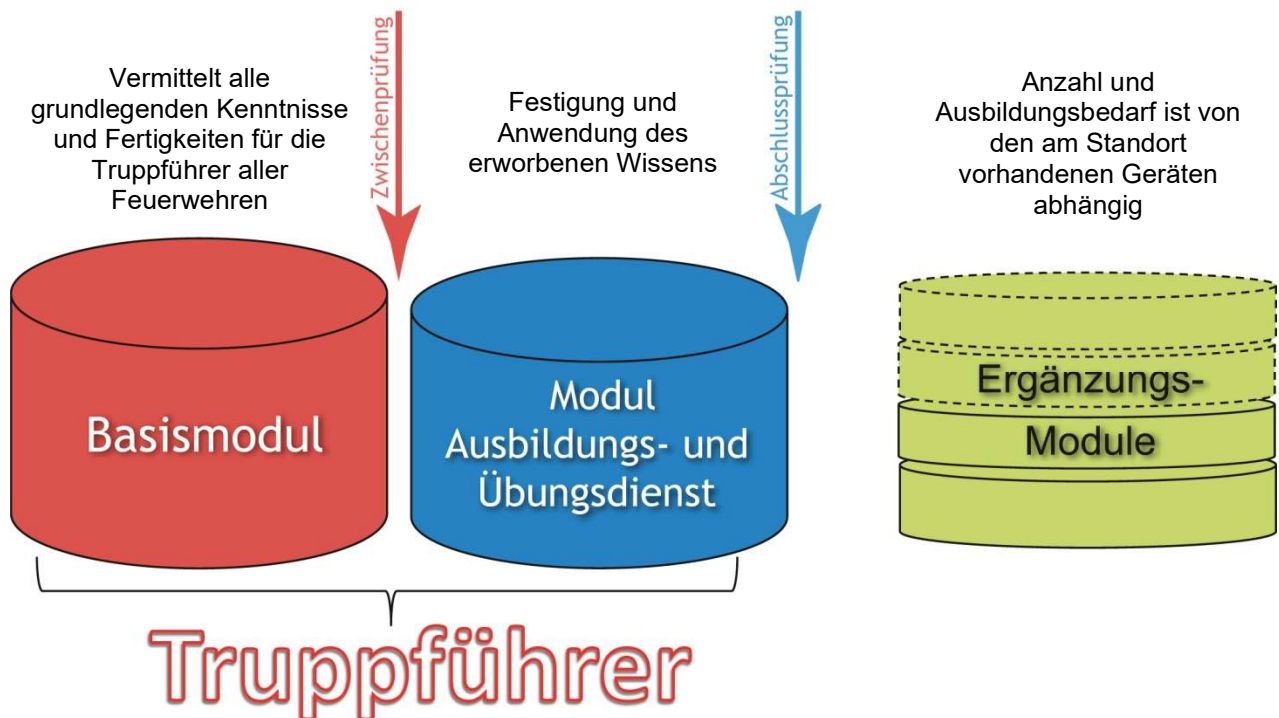 Vermittelt alle
grundlegenden Kenntnisse
und Fertigkeiten für die
Truppführer aller
Feuerwehren
Zwischenprüfung
Festigung und
Anwendung des
erworbenen Wissens
Abschlussprüfung
Anzahl und
Ausbildungsbedarf ist von
den am Standort
vorhandenen Geräten
abhängig
Basismodul
Modul
Ausbildungs- und
Übungsdienst
Ergänzungs-
Module
Truppführer